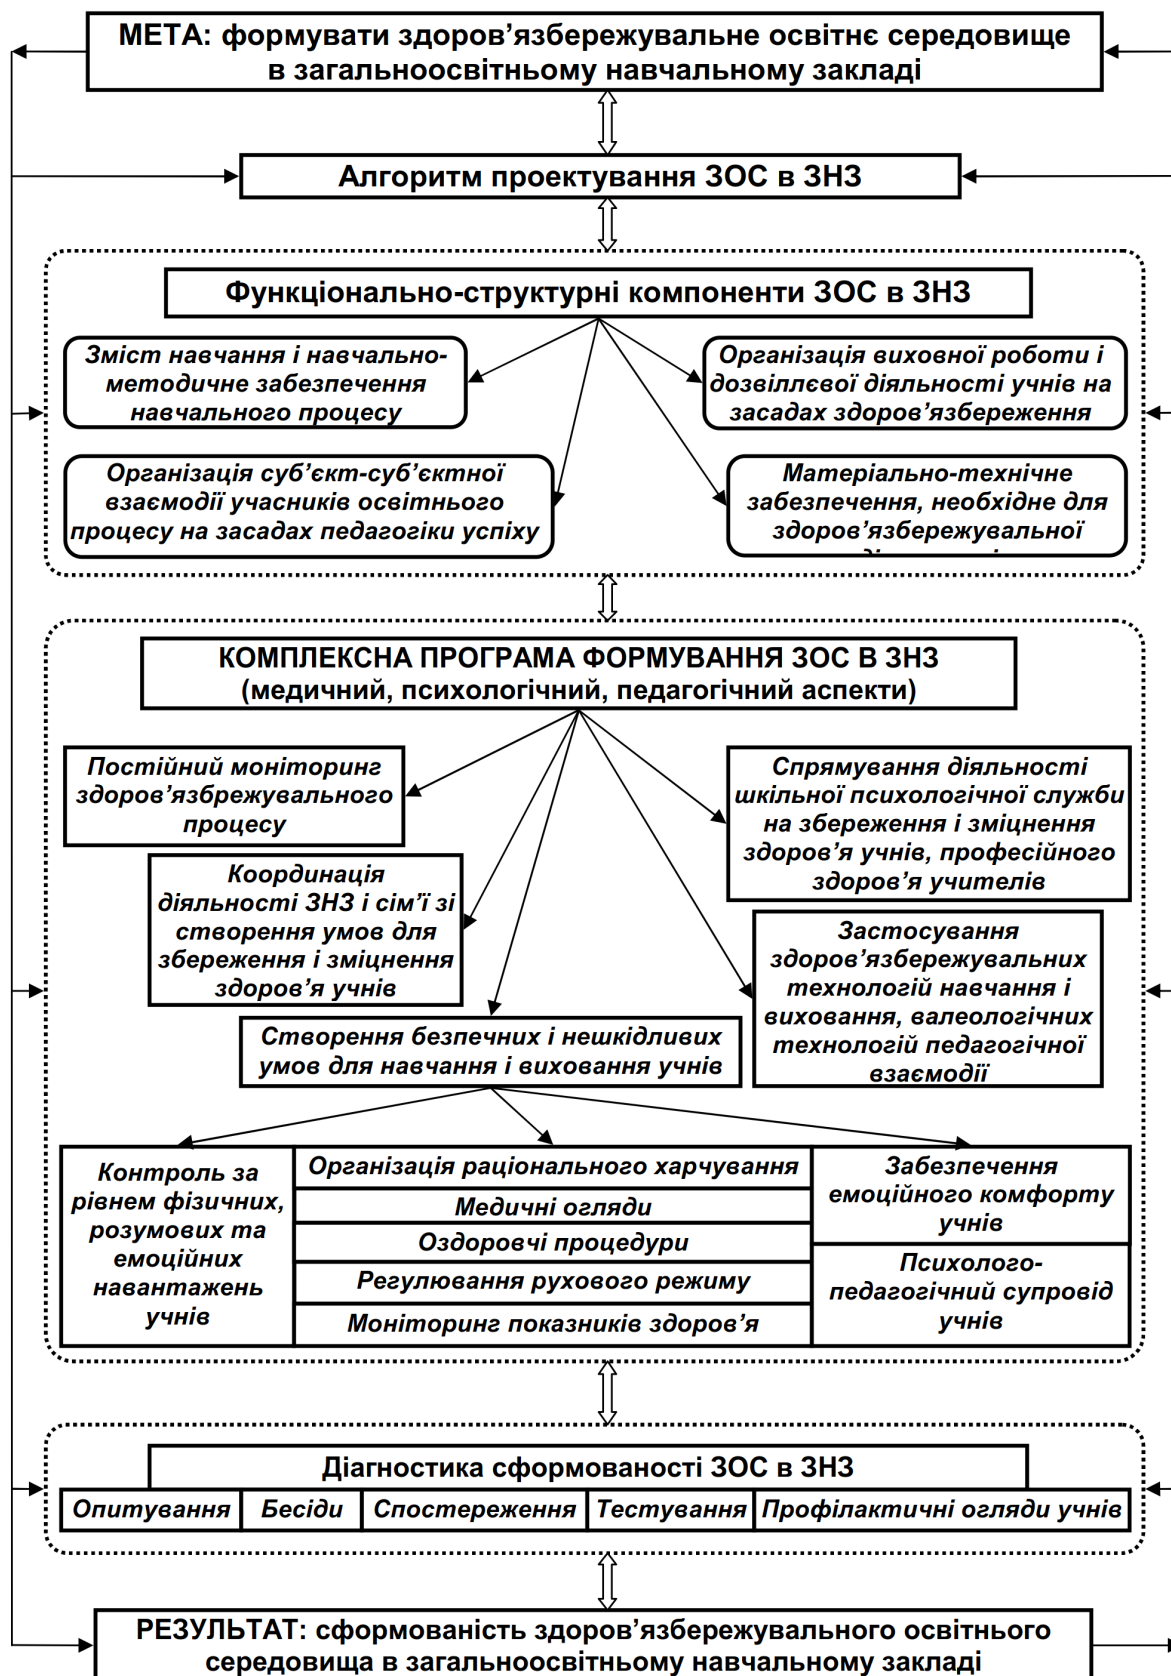 МЕТА: формувати здоров’язбережувальне освітнє середовище
в загальноосвітньому навчальному закладі
Алгоритм проектування ЗОС в ЗНЗ
Функціонально-структурні компоненти ЗОС в ЗНЗ
Зміст навчання і навчально-
методичне забезпечення
навчального процесу
Організація виховної роботи і
дозвіллєвої діяльності учнів на
засадах здоров’язбереження
Організація суб’єкт-суб’єктної
взаємодії учасників освітнього
процесу на засадах педагогіки успіху
Матеріально-технічне
забезпечення, необхідне для
здоров’язбережувальної
КОМПЛЕКСНА ПРОГРАМА ФОРМУВАННЯ ЗОС В ЗНЗ
(медичний, психологічний, педагогічний аспекти)
Постійний моніторинг
здоров’язбрежувального
процесу
Спрямування діяльності
шкільної психологічної служби
на збереження і зміцнення
здоров’я учнів, професійного
здоров’я учителів
Координація
діяльності ЗНЗ і сім’ї зі
створення умов для
збереження і зміцнення
здоров’я учнів
Застосування
здоров’язбережувальних
технологій навчання і
виховання, валеологічних
технологій педагогічної
взаємодії
Створення безпечних і нешкідливих
умов для навчання і виховання учнів
Контроль за
рівнем фізичних,
розумових та
емоційних
навантажень
учнів
Організація раціонального харчування
Медичні огляди
Оздоровчі процедури
Регулювання рухового режиму
Моніторинг показників здоров’я
Забезпечення
емоційного комфорту
учнів
Психолого-
педагогічний супровід
учнів
Діагностика сформованості ЗОС в ЗНЗ
Опитування
Бесіди
Спостереження
Тестування
Профілактичні огляди учнів
РЕЗУЛЬТАТ: сформованість здоров’язбережувального освітнього
середовища в загальноосвітньому навчальному закладі